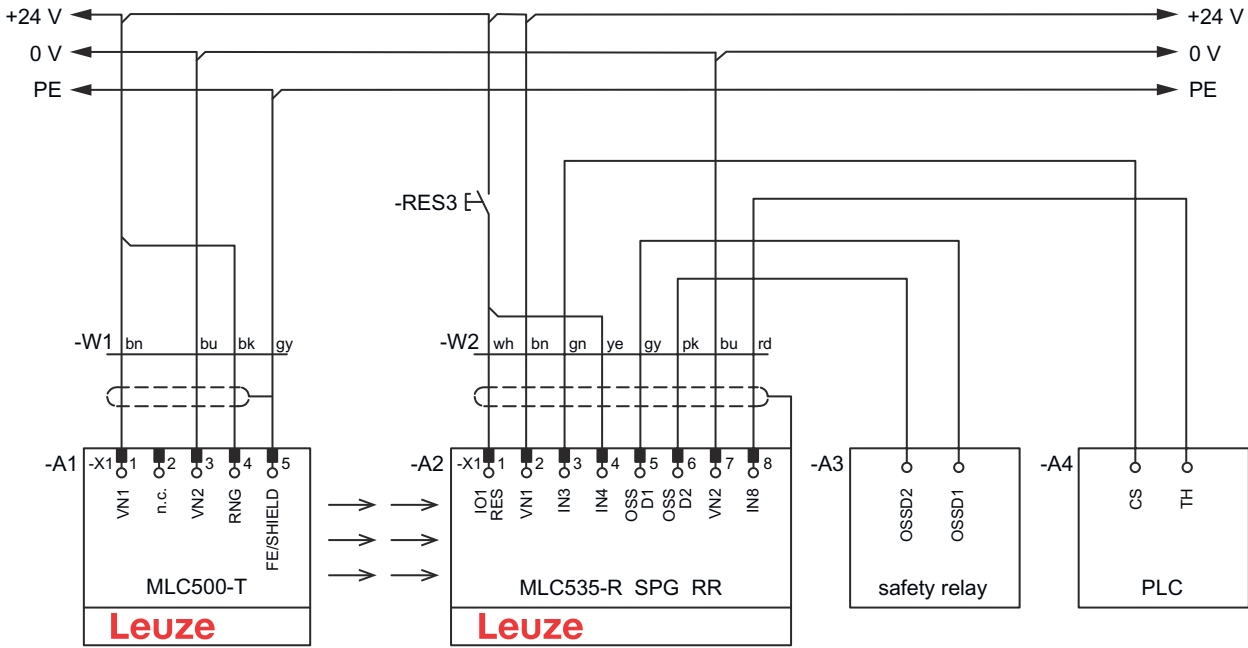 +24 V +24 V
0 V 0 V
PE PE
-RES3
-W1 bn bu bk gy
-W2 wh bn gn ye gy pk bu rd
-A1 -X1 1 2 3 4 5
VN1 n.c. VN2 RNG FE/SHIELD
MLC500-T
Leuze
-A2 -X1 1 2 3 4 5 6 7 8
IO1 RES VN1 IN3 IN4 OSS D1 OSS D2 VN2 IN8
MLC535-R SPG RR
Leuze
-A3
OSSD2 OSSD1
safety relay
-A4
CS TH
PLC